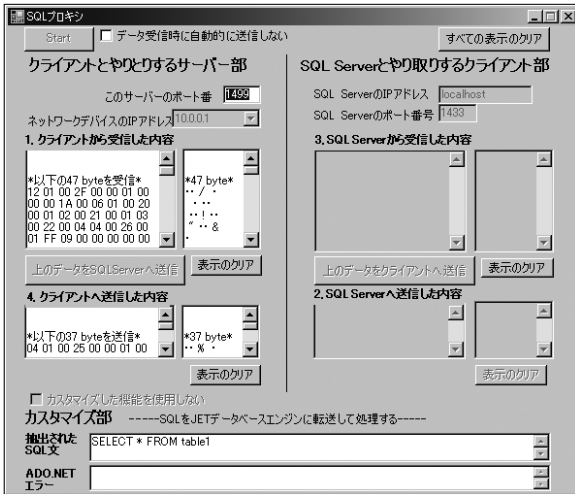 SQLプロキシ
Start
データ受信時に自動的に送信しない
すべての表示のクリア
クライアントとやりとりするサーバー部
このサーバーのポート番
1499
ネットワークデバイスのIPアドレス
10.0.0.1
1. クライアントから受信した内容
*以下の47 byteを受信*
12 01 00 2F 00 00 01 00
00 00 1A 00 06 01 00 20
00 01 02 00 21 00 01 03
00 22 00 04 04 00 26 00
01 FF 09 00 00 00 00 00
*47 byte*
・・ / ・
・ ・・
・・ ! ・・
" ・・ &
・
上のデータをSQLServerへ送信
表示のクリア
4. クライアントへ送信した内容
*以下の37 byteを送信*
04 01 00 25 00 00 01 00
*37 byte*
・・ % ・
表示のクリア
SQL Serverとやり取りするクライアント部
SQL ServerのIPアドレス
localhost
SQL Serverのポート番号
1433
3. SQL Serverから受信した内容
上のデータをクライアントへ送信
表示のクリア
2. SQL Serverへ送信した内容
表示のクリア
カスタマイズした機能を使用しない
カスタマイズ部 -----SQLをJETデータベースエンジンに転送して処理する-----
抽出された
SQL文
SELECT * FROM table1
ADO.NET
エラー